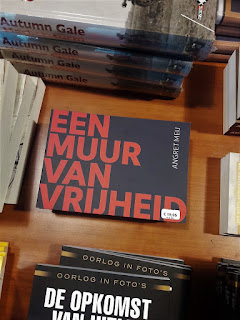 Autumn Gale
Autumn Gale
Autumn Gale
Autumn Gale
EEN
MUUR
VAN
VRIJHEID
ANGRET MEIJ
OORLOG IN FOTO'S
OORLOG IN FOTO'S
DE OPKOMST